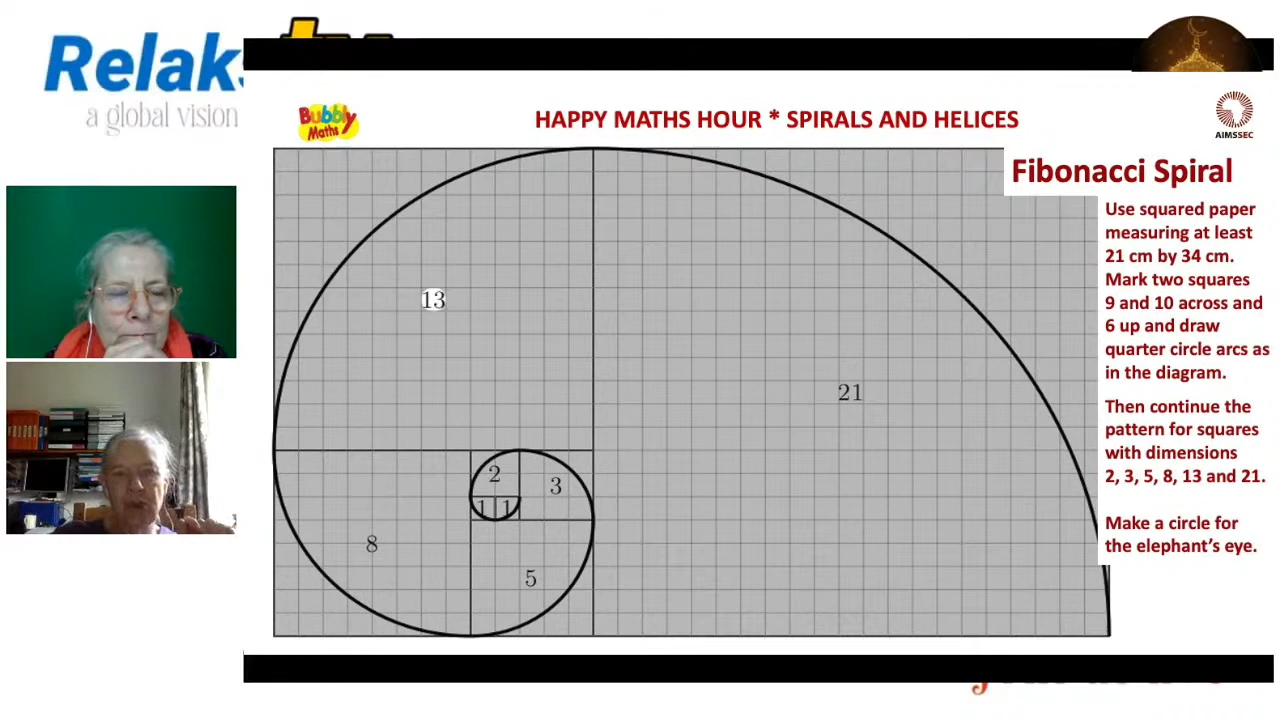 Relaks
a global vision
Bubbly
Maths
HAPPY MATHS HOUR * SPIRALS AND HELICES
AIMSSEC
Fibonacci Spiral
Use squared paper
measuring at least
21 cm by 34 cm.
Mark two squares
9 and 10 across and
6 up and draw
quarter circle arcs as
in the diagram.
Then continue the
pattern for squares
with dimensions
2, 3, 5, 8, 13 and 21.
Make a circle for
the elephant's eye.
13
21
2
3
1 1
8
5